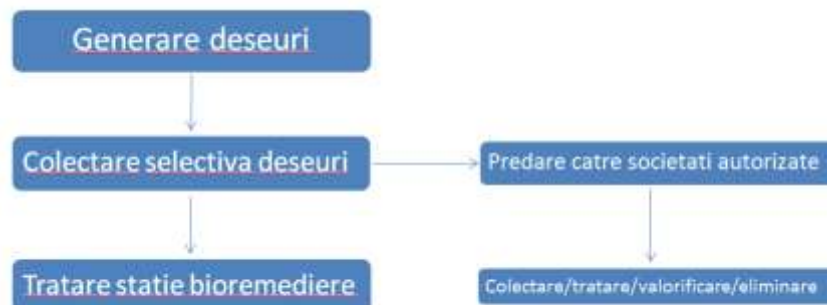 Generare deseuri
Colectare selectiva deseuri
Predare catre societati autorizate
Tratare statie bioremediere
Colectare/tratare/valorificare/eliminare